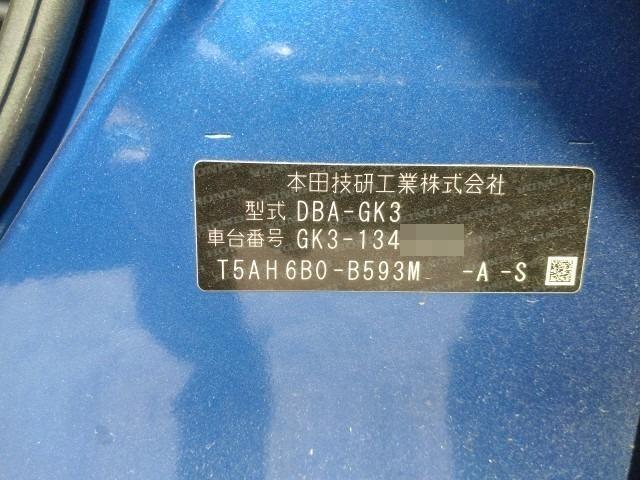 本田技研工業株式会社
型式 DBA-GK3
車台番号 GK3-134
T5AH6B0-B593M -A-S